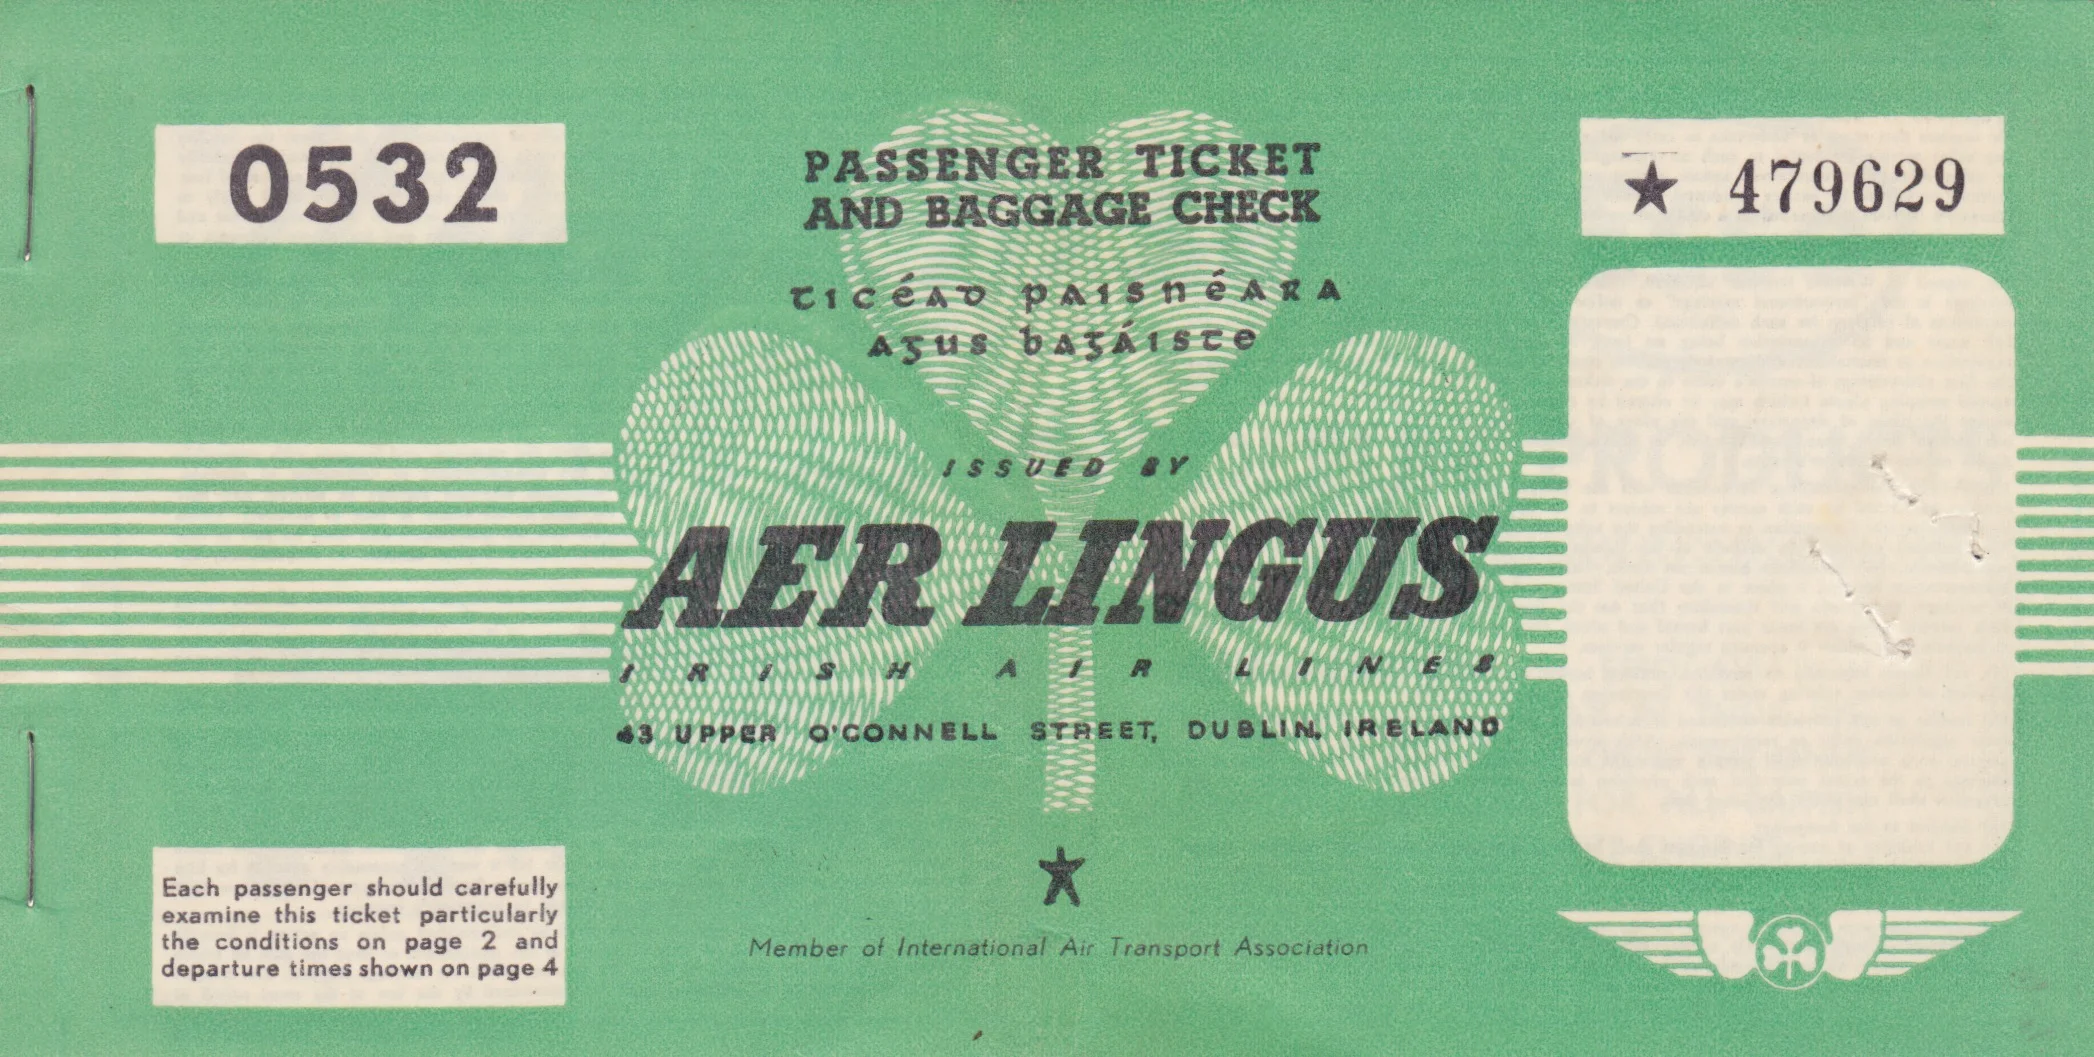 0532
PASSENGER TICKET
AND BAGGAGE CHECK
★ 479629
ticéad paisnéara
agus bagáiste
ISSUED BY
AER LINGUS
IRISH AIR LINES
43 UPPER O'CONNELL STREET, DUBLIN, IRELAND
Each passenger should carefully
examine this ticket particularly
the conditions on page 2 and
departure times shown on page 4
Member of International Air Transport Association